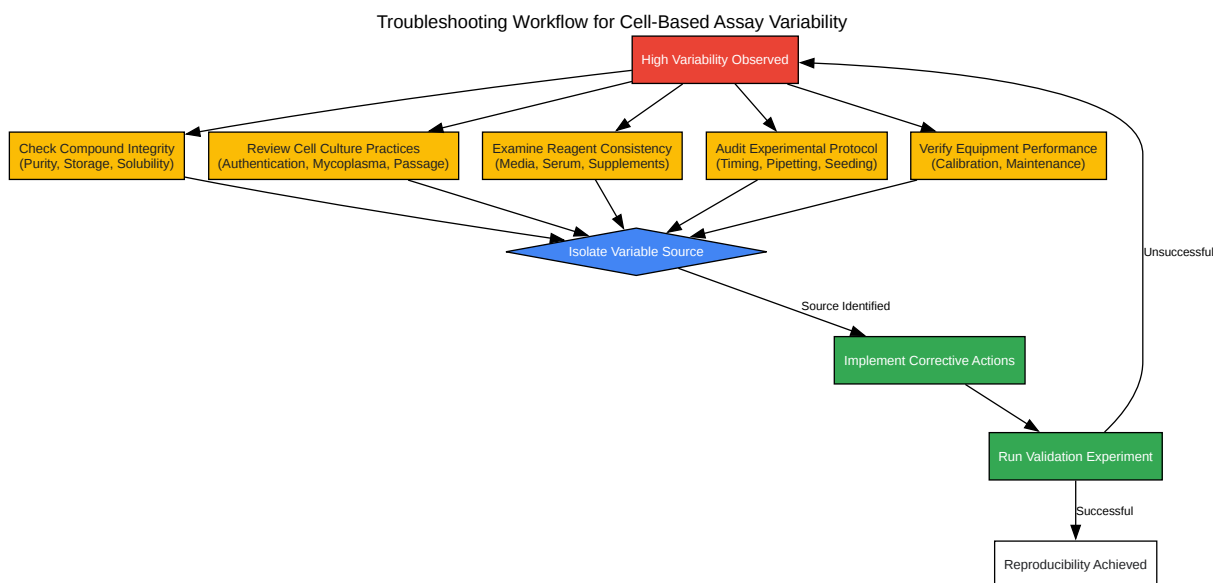 Troubleshooting Workflow for Cell-Based Assay Variability
High Variability Observed
Check Compound Integrity
(Purity, Storage, Solubility)
Review Cell Culture Practices
(Authentication, Mycoplasma, Passage)
Examine Reagent Consistency
(Media, Serum, Supplements)
Audit Experimental Protocol
(Timing, Pipetting, Seeding)
Verify Equipment Performance
(Calibration, Maintenance)
Isolate Variable Source
Unsuccessful
Source Identified
Implement Corrective Actions
Run Validation Experiment
Successful
Reproducibility Achieved